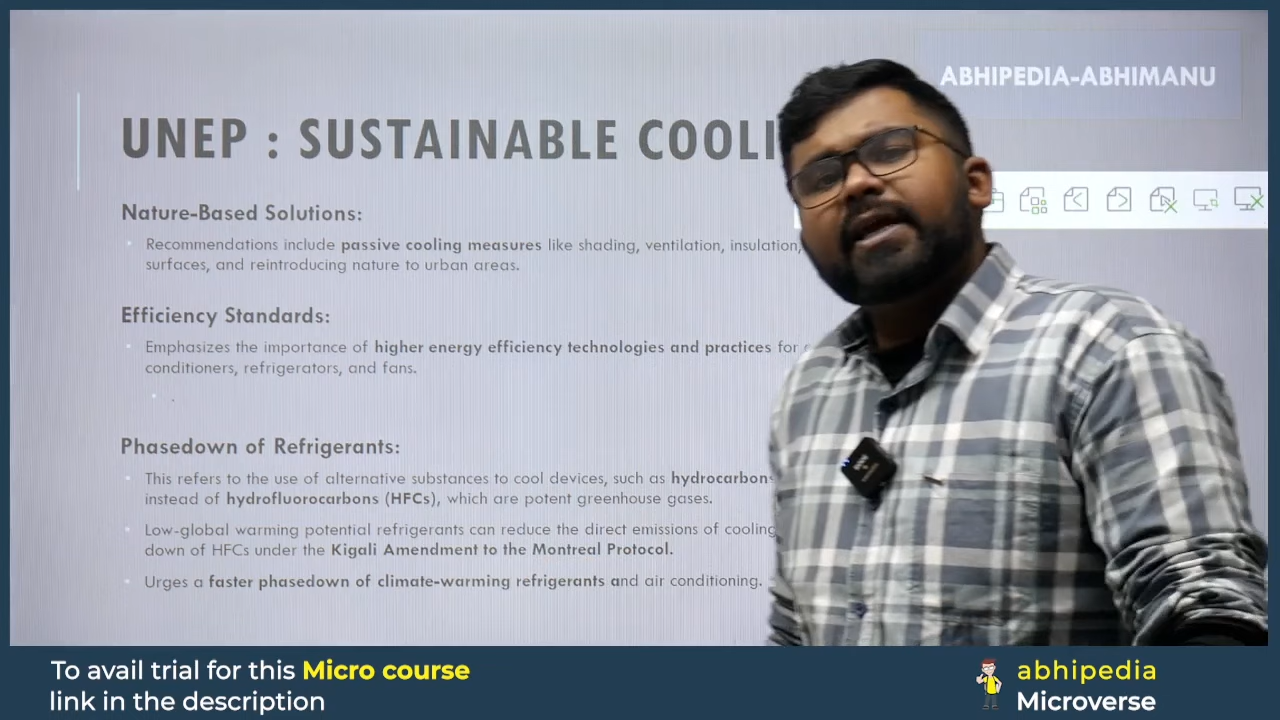 ABHIPEDIA-ABHIMANU
UNEP : SUSTAINABLE COOLI
Nature-Based Solutions:
Recommendations include passive cooling measures like shading, ventilation, insulation,
surfaces, and reintroducing nature to urban areas.
Efficiency Standards:
Emphasizes the importance of higher energy efficiency technologies and practices for
conditioners, refrigerators, and fans.
.
Phasedown of Refrigerants:
This refers to the use of alternative substances to cool devices, such as hydrocarbon
instead of hydrofluorocarbons (HFCs), which are potent greenhouse gases.
Low-global warming potential refrigerants can reduce the direct emissions of cooling
down of HFCs under the Kigali Amendment to the Montreal Protocol.
Urges a faster phasedown of climate-warming refrigerants and air conditioning.
To avail trial for this Micro course
link in the description
abhipedia
Microverse